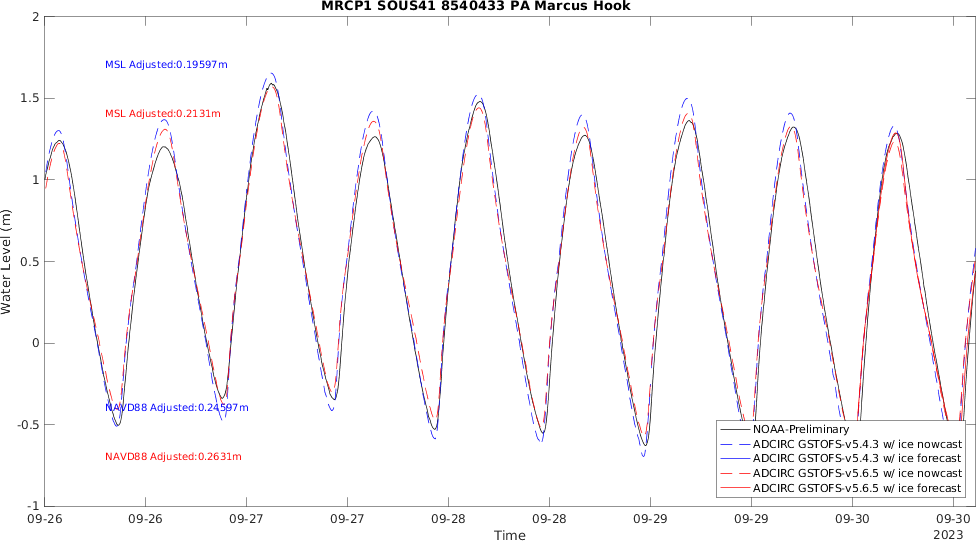 MRCP1 SOUS41 8540433 PA Marcus Hook
2
1.5
1
0.5
0
-0.5
-1
Water Level (m)
MSL Adjusted:0.19597m
MSL Adjusted:0.2131m
NAVD88 Adjusted:0.24597m
NAVD88 Adjusted:0.2631m
NOAA-Preliminary
ADCIRC GSTOFS-v5.4.3 w/ ice nowcast
ADCIRC GSTOFS-v5.4.3 w/ ice forecast
ADCIRC GSTOFS-v5.6.5 w/ ice nowcast
ADCIRC GSTOFS-v5.6.5 w/ ice forecast
09-26 09-26 09-27 09-27 09-28 09-28 09-29 09-29 09-30 09-30
Time
2023